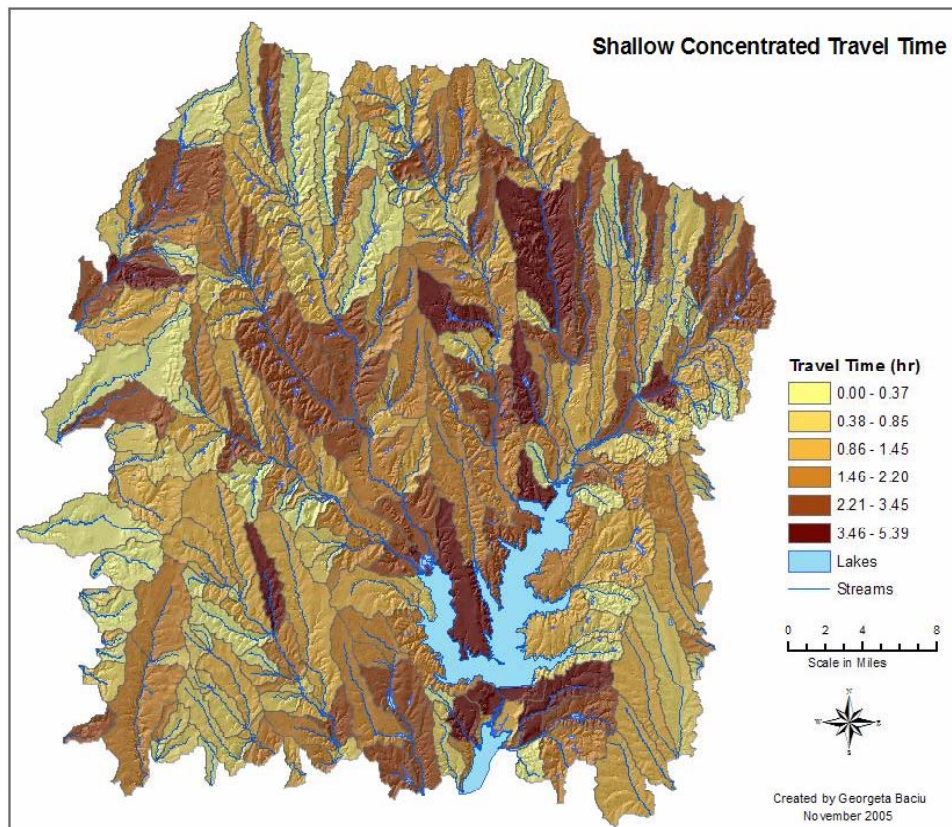 Shallow Concentrated Travel Time
Travel Time (hr)
0.00 - 0.37
0.38 - 0.85
0.86 - 1.45
1.46 - 2.20
2.21 - 3.45
3.46 - 5.39
Lakes
Streams
0 2 4 8
Scale in Miles
N
W E
S
Created by Georgeta Baciu
November 2005